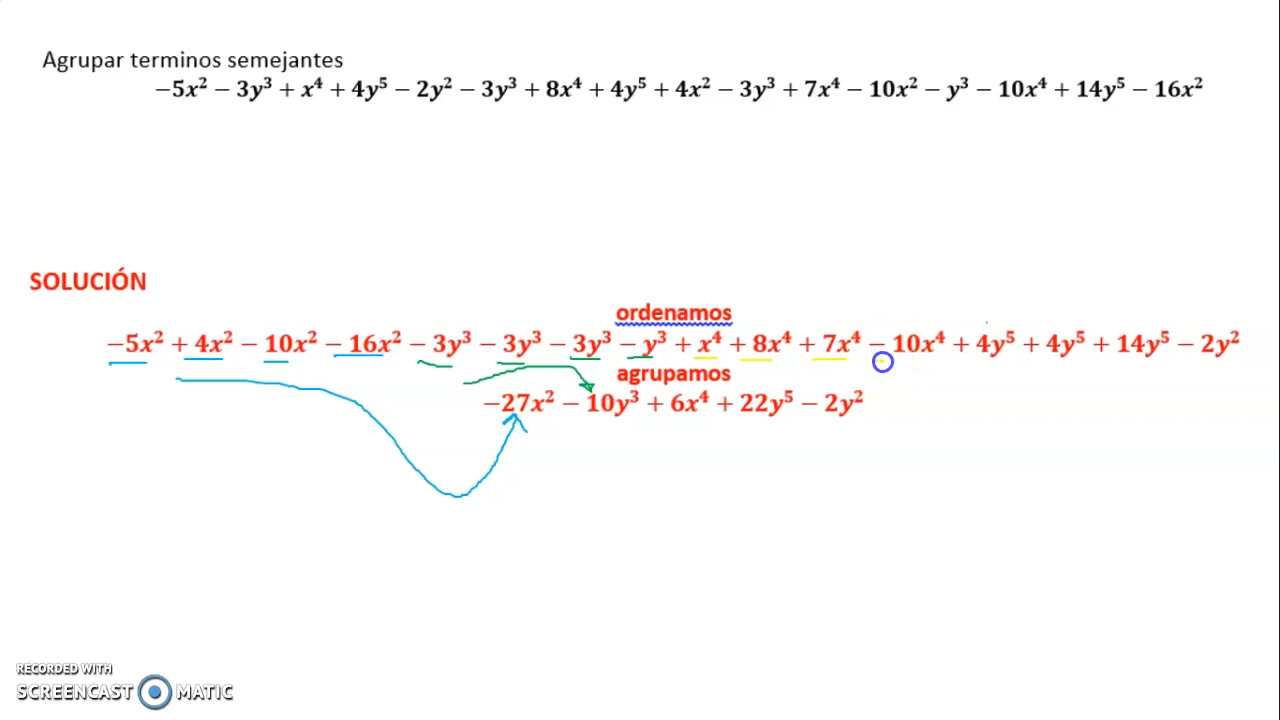 Agrupar terminos semejantes
−5x² − 3y³ + x⁴ + 4y⁵ − 2y² − 3y³ + 8x⁴ + 4y⁵ + 4x² − 3y³ + 7x⁴ − 10x² − y³ − 10x⁴ + 14y⁵ − 16x²
SOLUCIÓN
ordenamos
−5x² + 4x² − 10x² − 16x² − 3y³ − 3y³ − 3y³ − y³ + x⁴ + 8x⁴ + 7x⁴ − 10x⁴ + 4y⁵ + 4y⁵ + 14y⁵ − 2y²
agrupamos
−27x² − 10y³ + 6x⁴ + 22y⁵ − 2y²
RECORDED WITH
SCREENCAST MATIC